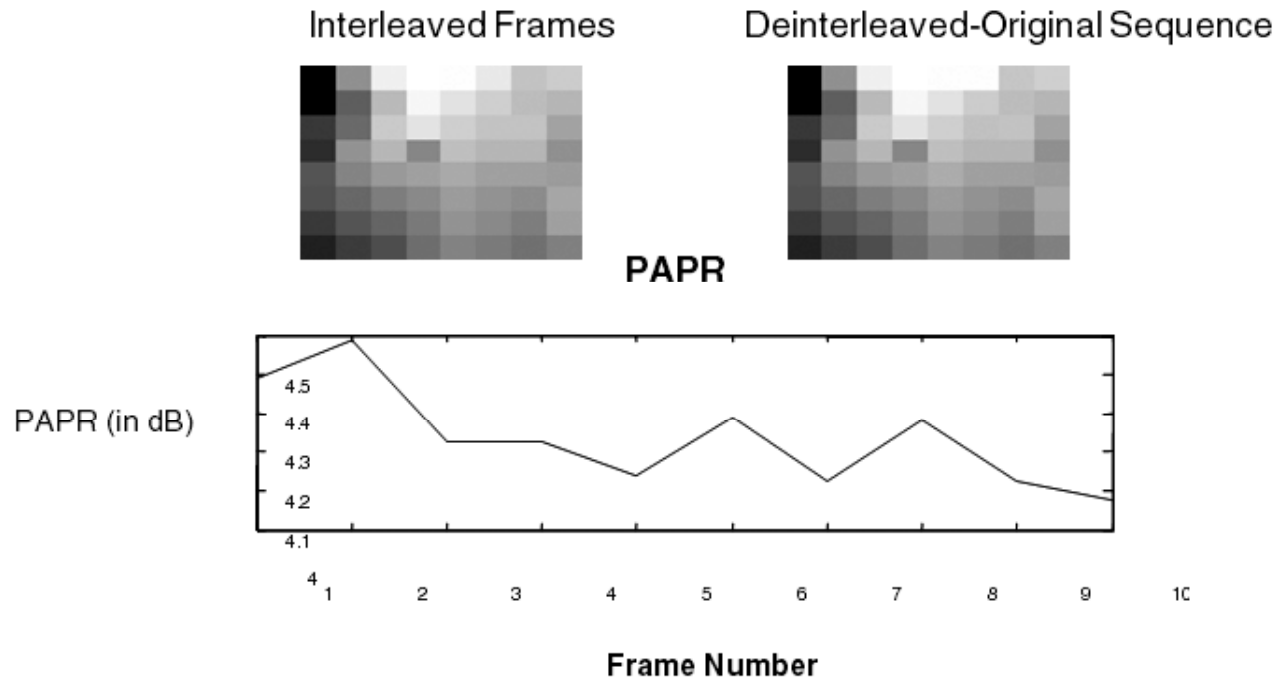 Interleaved Frames
Deinterleaved-Original Sequence
PAPR
PAPR (in dB)
4.5
4.4
4.3
4.2
4.1
4
1 2 3 4 5 6 7 8 9 10
Frame Number